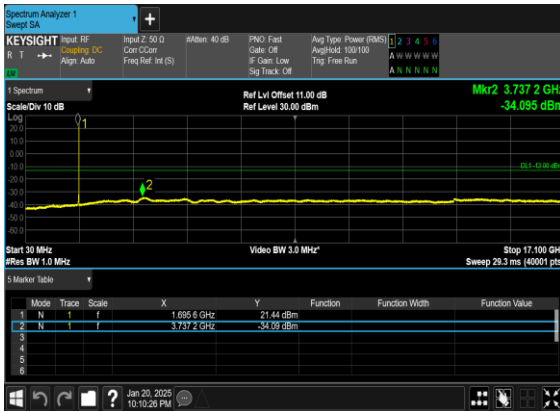 Spectrum Analyzer 1
Swept SA
KEYSIGHT
R T
Input: RF
Coupling: DC
Align: Auto
Input Z: 50 Ω
Corr CCorr
Freq Ref: Int (S)
#Atten: 40 dB
PNO: Fast
Gate: Off
IF Gain: Low
Sig Track: Off
Avg Type: Power (RMS)
Avg|Hold: 100/100
Trig: Free Run
1 2 3 4 5 6
A W W W W W
A N N N N N
1 Spectrum
Scale/Div 10 dB
Ref Lvl Offset 11.00 dB
Ref Level 30.00 dBm
Mkr2 3.737 2 GHz
-34.095 dBm
Log
20.0
10.0
0.00
-10.0
-20.0
-30.0
-40.0
-50.0
-60.0
1
2
DL1 -13.00 dBm
Start 30 MHz
#Res BW 1.0 MHz
Video BW 3.0 MHz*
Stop 17.100 GHz
Sweep 29.3 ms (40001 pts)
5 Marker Table
Mode Trace Scale X Y Function Function Width Function Value
1 N 1 f 1.695 6 GHz 21.44 dBm
2 N 1 f 3.737 2 GHz -34.09 dBm
3
4
5
6
?
Jan 20, 2025
10:10:26 PM